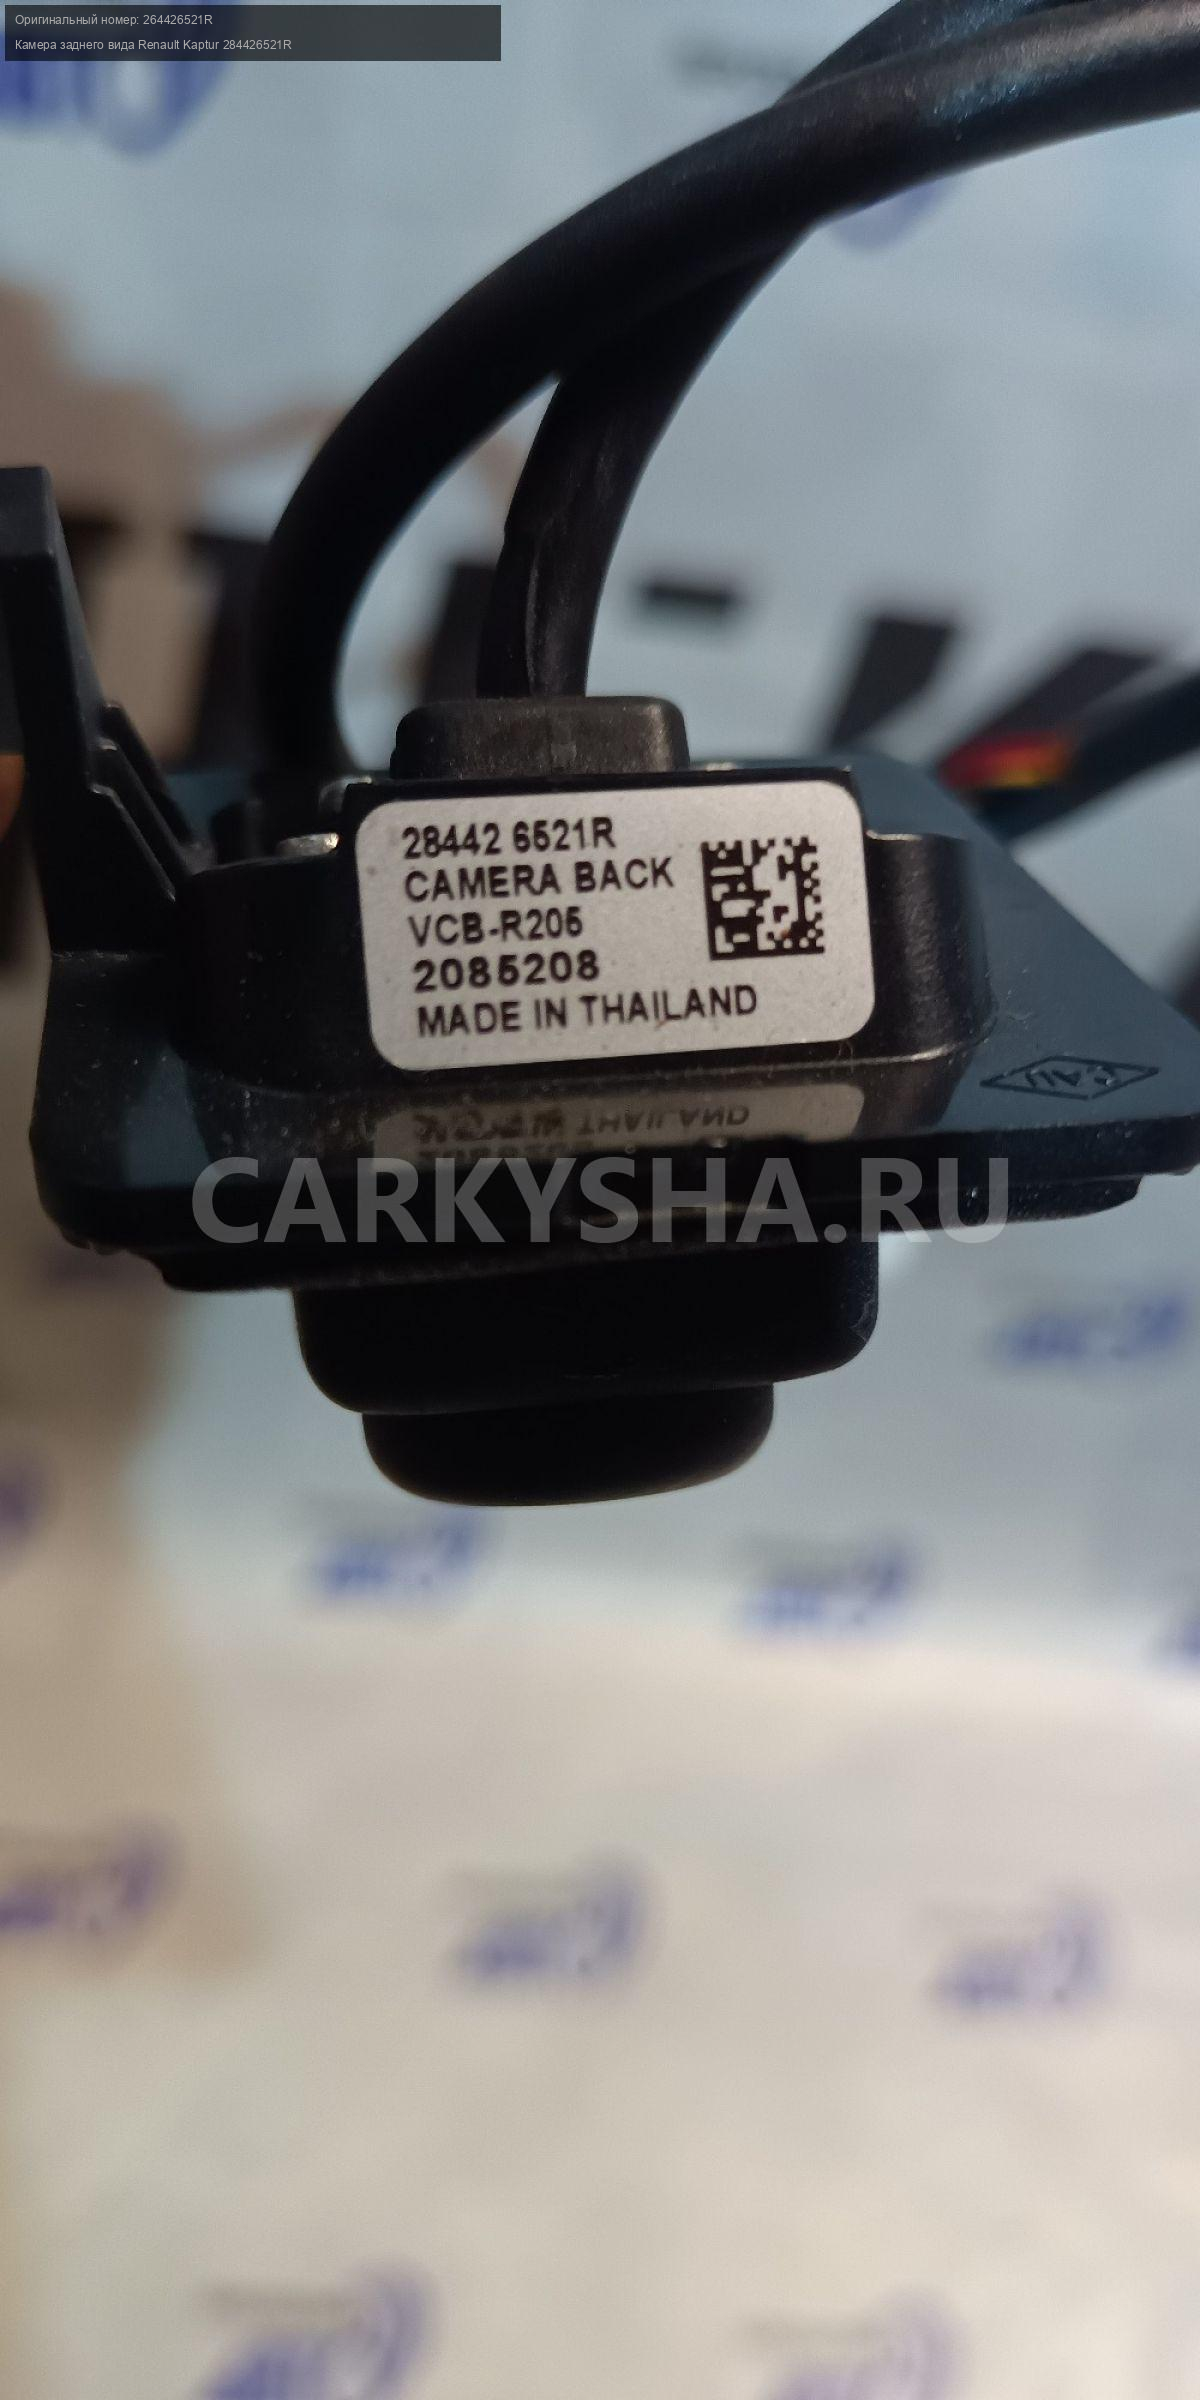 Оригинальный номер: 264426521R
Камера заднего вида Renault Kaptur 284426521R
28442 6521R
CAMERA BACK
VCB-R205
2085208
MADE IN THAILAND
CARKYSHA.RU